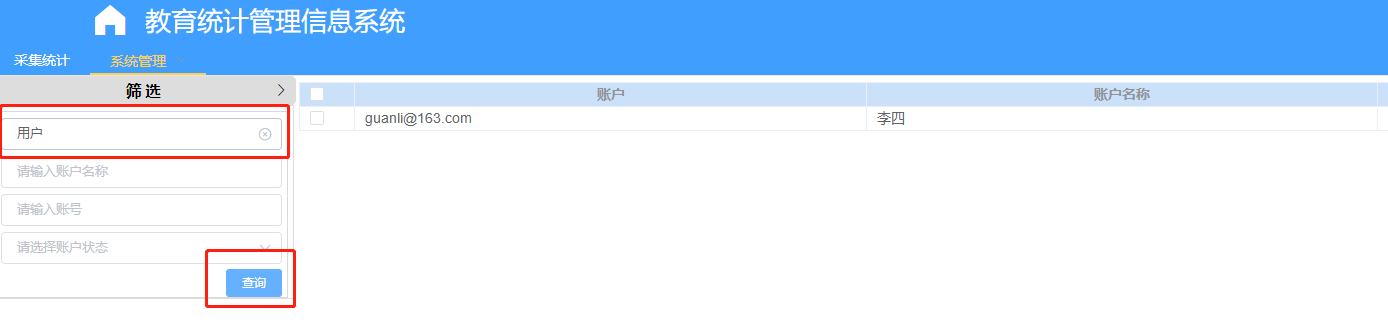 教育统计管理信息系统
采集统计 系统管理
筛 选
用户
请输入账户名称
请输入账号
请选择账户状态
查询
账户 账户名称
guanli@163.com 李四